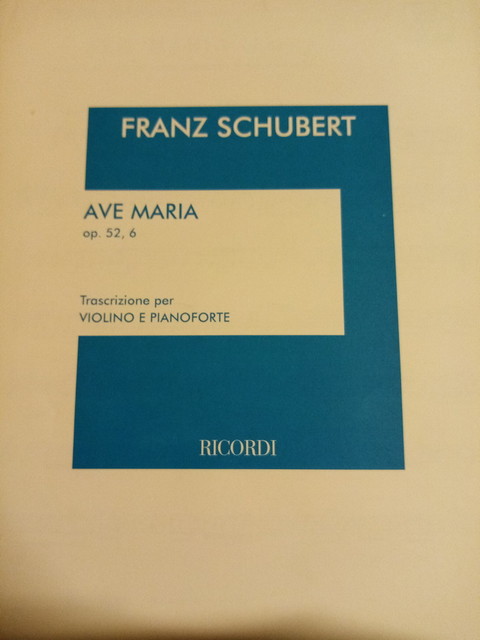 FRANZ SCHUBERT
AVE MARIA
op. 52, 6
Trascrizione per
VIOLINO E PIANOFORTE
RICORDI